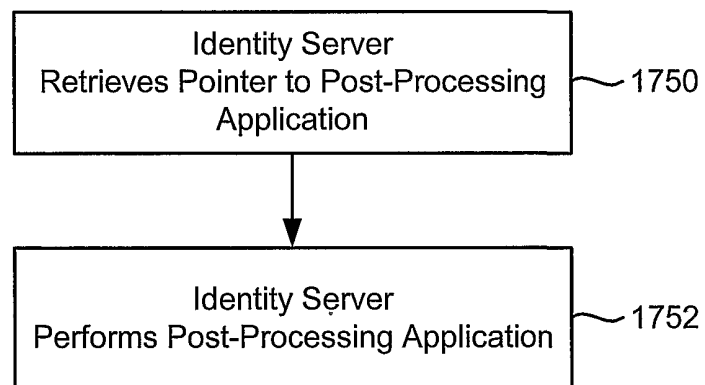 Identity Server
Retrieves Pointer to Post-Processing
Application
1750
Identity Server
Performs Post-Processing Application
1752